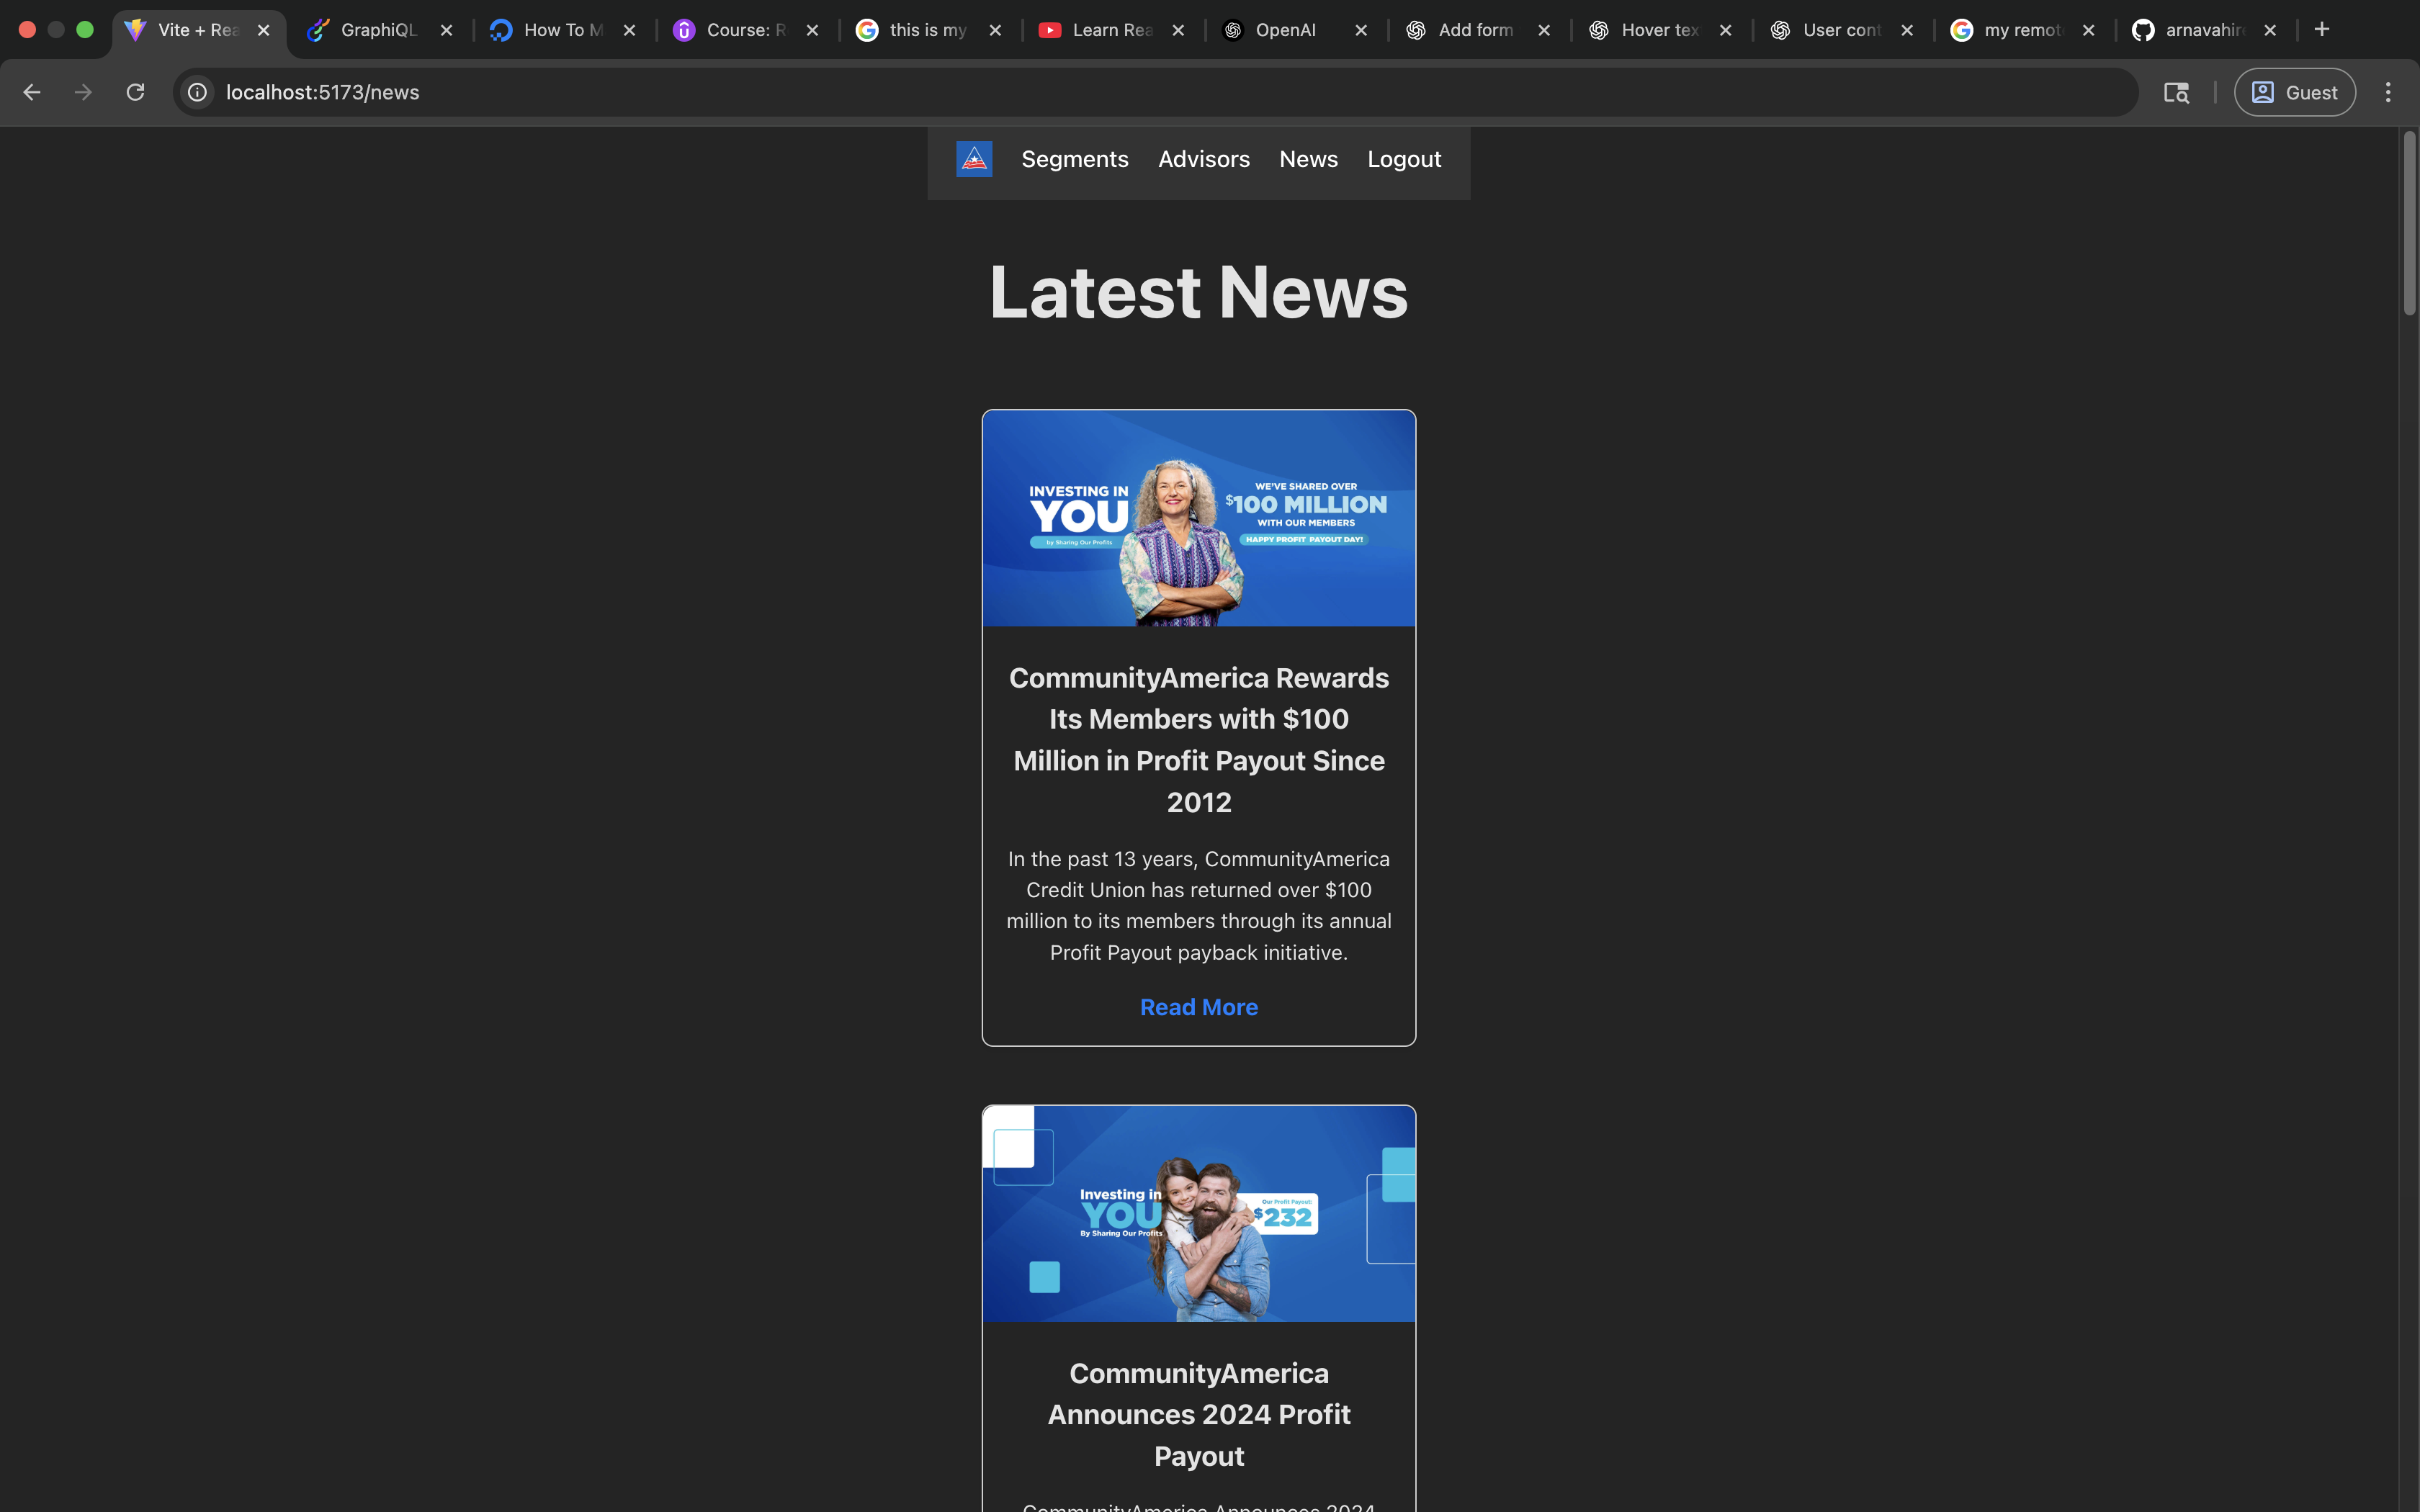 Vite + Rea
GraphiQL
How To M
Course: R
this is my
Learn Rea
OpenAI
Add form
Hover tex
User cont
my remot
arnavahir
localhost:5173/news
Guest
Segments Advisors News Logout
Latest News
INVESTING IN
YOU
by Sharing Our Profits
WE'VE SHARED OVER
$100 MILLION
WITH OUR MEMBERS
HAPPY PROFIT PAYOUT DAY!
CommunityAmerica Rewards
Its Members with $100
Million in Profit Payout Since
2012
In the past 13 years, CommunityAmerica
Credit Union has returned over $100
million to its members through its annual
Profit Payout payback initiative.
Read More
Investing in
YOU
By Sharing Our Profits
Our Profit Payout:
$232
CommunityAmerica
Announces 2024 Profit
Payout
CommunityAmerica Announces 2024